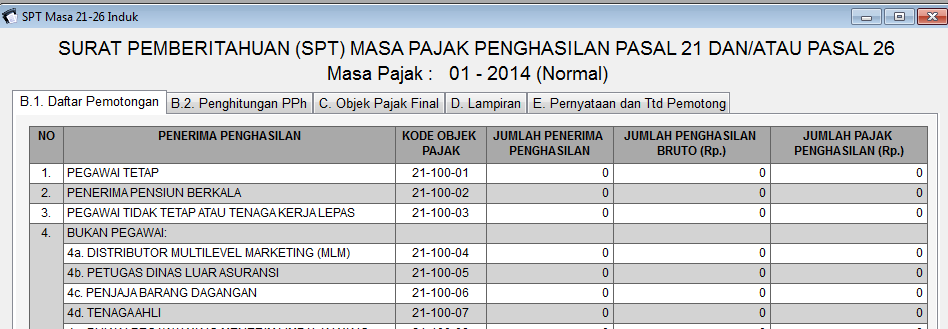 SPT Masa 21-26 Induk
SURAT PEMBERITAHUAN (SPT) MASA PAJAK PENGHASILAN PASAL 21 DAN/ATAU PASAL 26
Masa Pajak : 01 - 2014 (Normal)
B.1. Daftar Pemotongan B.2. Penghitungan PPh C. Objek Pajak Final D. Lampiran E. Pernyataan dan Ttd Pemotong
NO PENERIMA PENGHASILAN KODE OBJEK PAJAK JUMLAH PENERIMA PENGHASILAN JUMLAH PENGHASILAN BRUTO (Rp.) JUMLAH PAJAK PENGHASILAN (Rp.)
1. PEGAWAI TETAP 21-100-01 0 0 0
2. PENERIMA PENSIUN BERKALA 21-100-02 0 0 0
3. PEGAWAI TIDAK TETAP ATAU TENAGA KERJA LEPAS 21-100-03 0 0 0
4. BUKAN PEGAWAI:
4a. DISTRIBUTOR MULTILEVEL MARKETING (MLM) 21-100-04 0 0 0
4b. PETUGAS DINAS LUAR ASURANSI 21-100-05 0 0 0
4c. PENJAJA BARANG DAGANGAN 21-100-06 0 0 0
4d. TENAGA AHLI 21-100-07 0 0 0